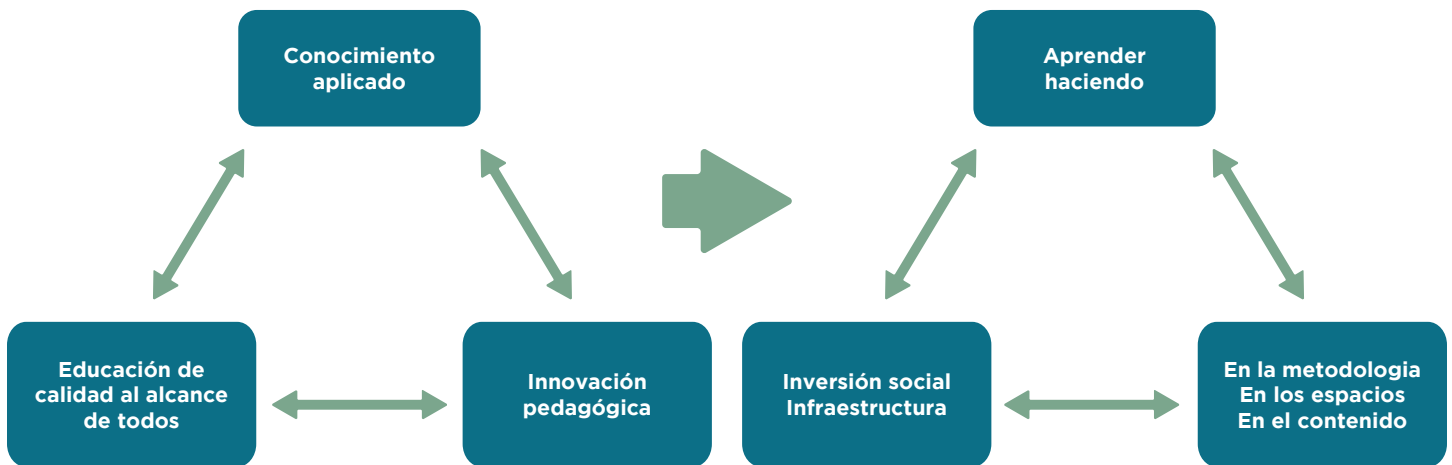 Conocimiento
aplicado
Aprender
haciendo
Educación de
calidad al alcance
de todos
Innovación
pedagógica
Inversión social
Infraestructura
En la metodologia
En los espacios
En el contenido